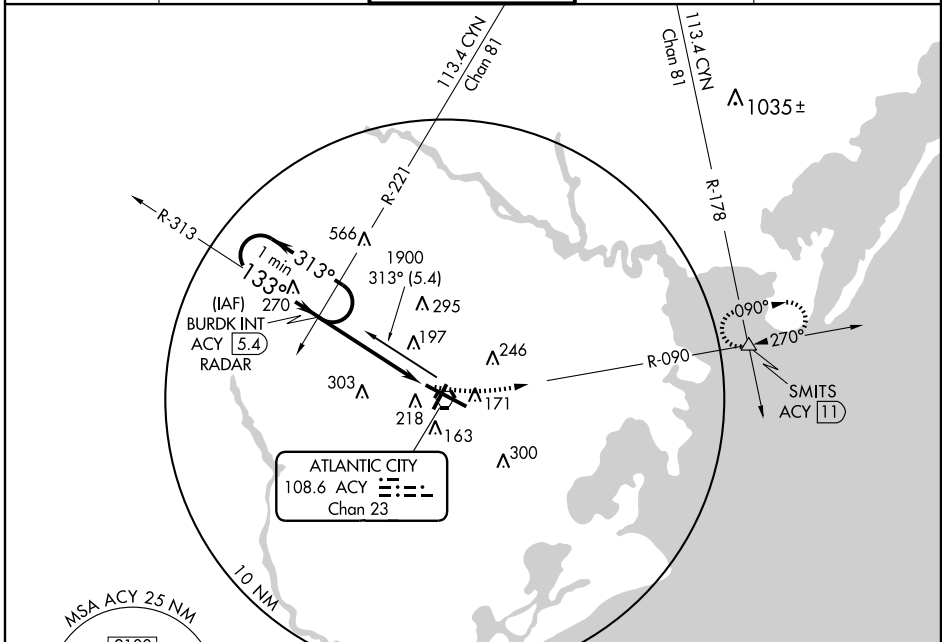 113.4 CYN
Chan 81
113.4 CYN
Chan 81
1035±
R-221
R-178
R-313
566
1 min
313°
133°
1900
313° (5.4)
270
295
(IAF)
BURDK INT
ACY 5.4
RADAR
197
246
090°
270°
R-090
303
218
171
SMITS
ACY 11
163
300
ATLANTIC CITY
108.6 ACY
Chan 23
10 NM
MSA ACY 25 NM